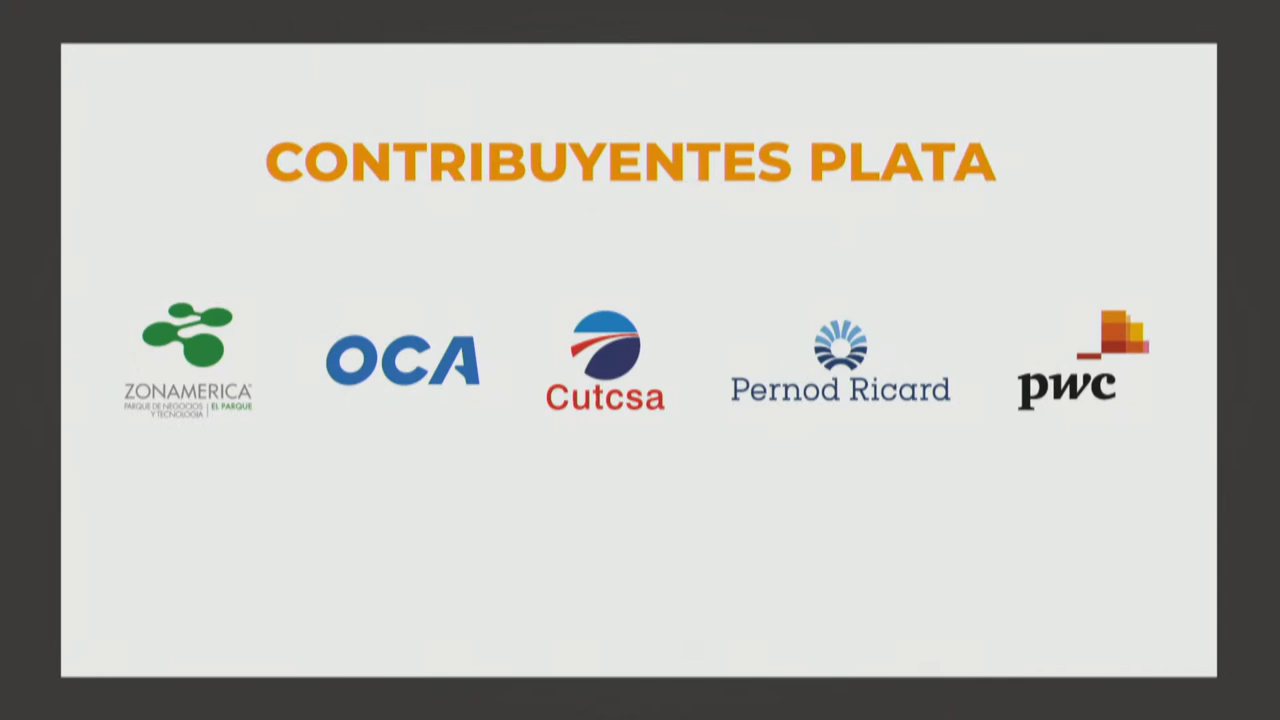 CONTRIBUYENTES PLATA
ZONAMERICA
PARQUE DE NEGOCIOS Y TECNOLOGÍA | EL PARQUE
OCA
Cutcsa
Pernod Ricard
pwc